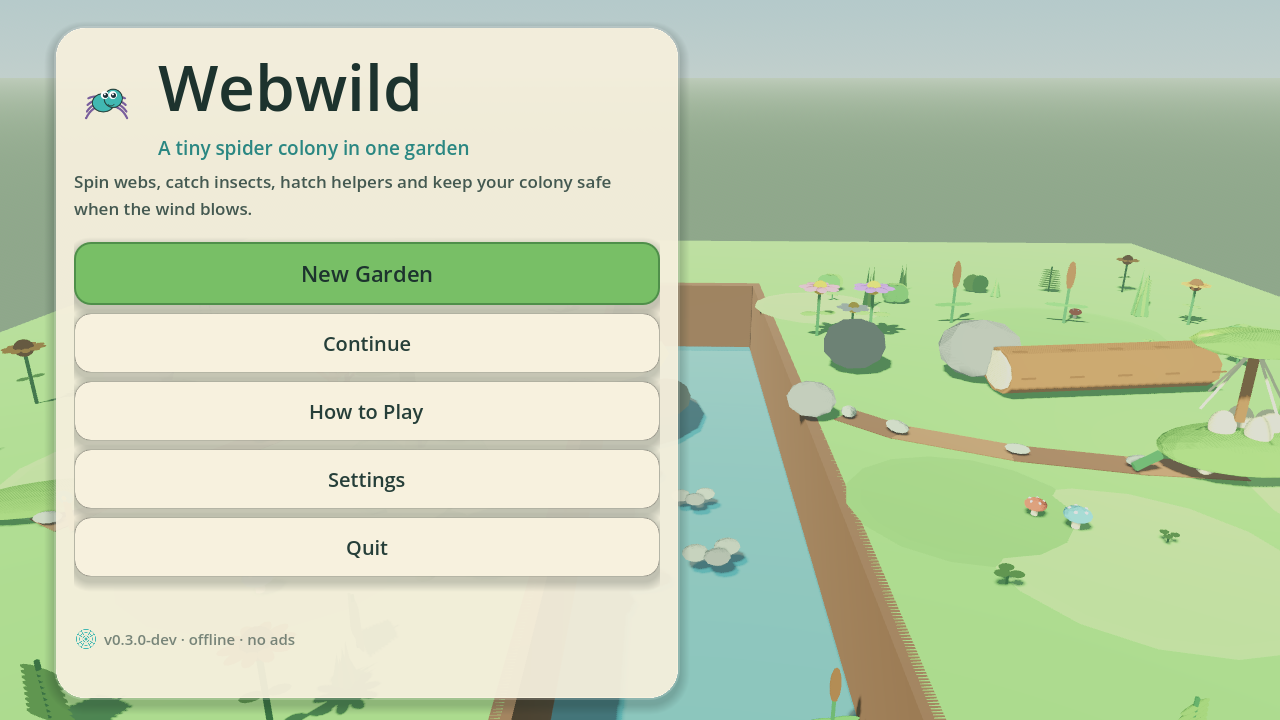 Webwild
A tiny spider colony in one garden
Spin webs, catch insects, hatch helpers and keep your colony safe
when the wind blows.
New Garden
Continue
How to Play
Settings
Quit
v0.3.0-dev · offline · no ads